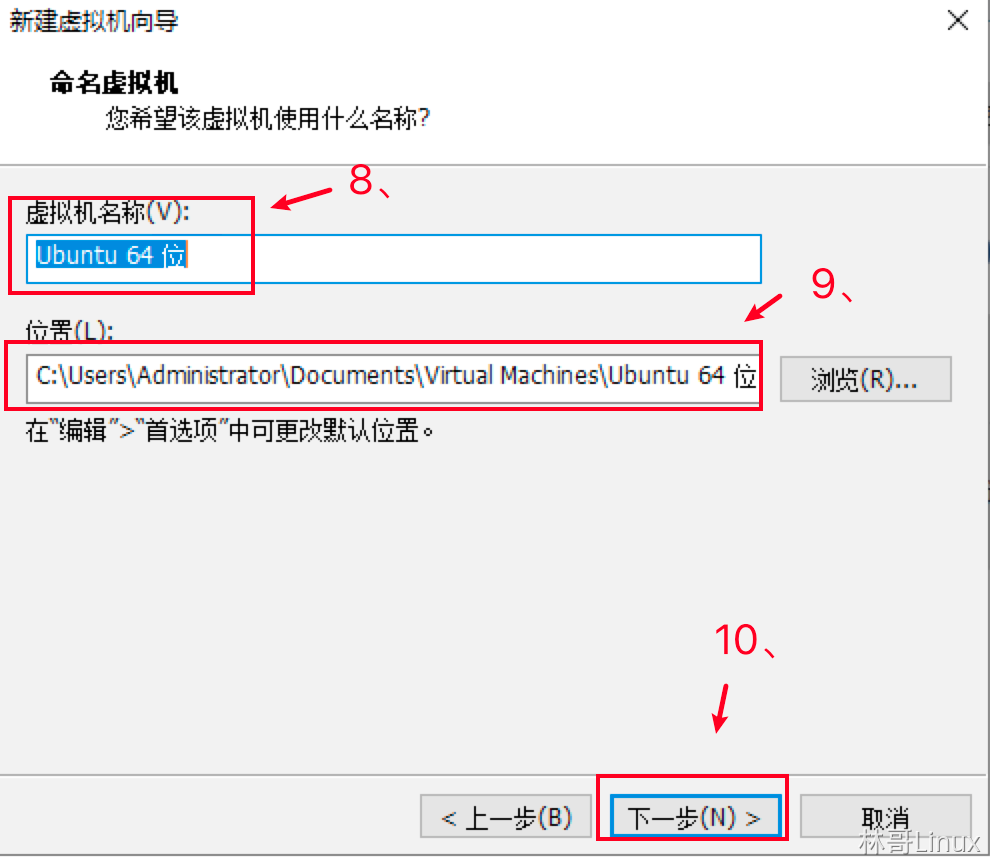 新建虚拟机向导
命名虚拟机
您希望该虚拟机使用什么名称?
8、
虚拟机名称(V):
Ubuntu 64 位
9、
位置(L):
C:\Users\Administrator\Documents\Virtual Machines\Ubuntu 64 位
浏览(R)...
在"编辑">"首选项"中可更改默认位置。
10、
< 上一步(B)
下一步(N) >
取消
林哥Linux